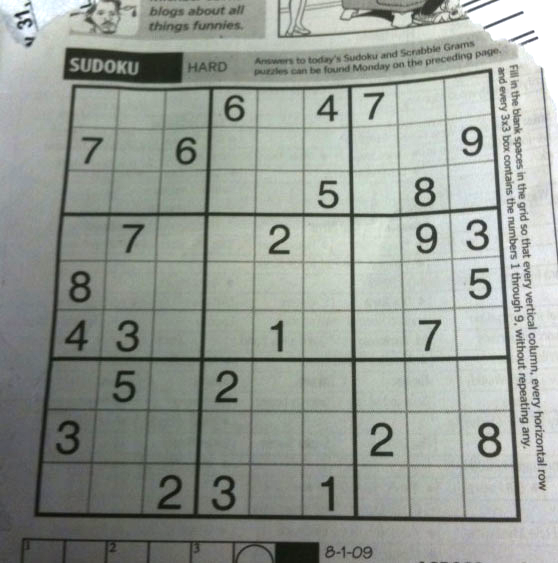 31,
blogs about all
things funnies.
SUDOKU HARD
Answers to today's Sudoku and Scrabble Grams
puzzles can be found Monday on the preceding page.
Fill in the blank spaces in the grid so that every vertical column, every horizontal row
and every 3x3 box contains the numbers 1 through 9, without repeating any.
6 4 7
7 6 9
5 8
7 2 9 3
8 5
4 3 1 7
5 2
3 2 8
2 3 1
1 2 3
8-1-09